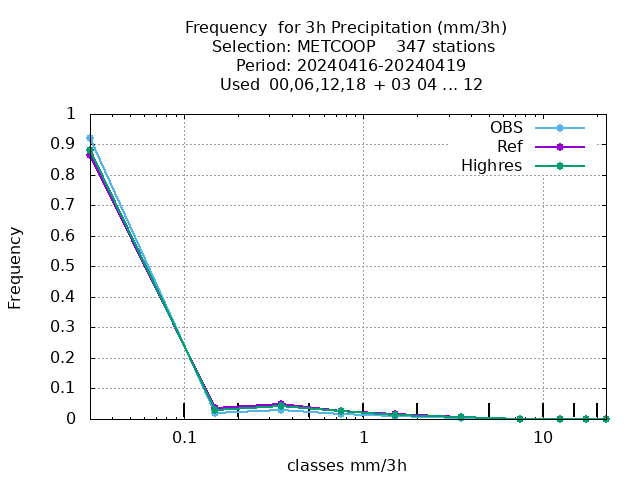 Frequency  for 3h Precipitation (mm/3h)
Selection: METCOOP    347 stations
Period: 20240416-20240419
Used 00,06,12,18 + 03 04 ... 12
OBS
Ref
Highres
1
0.9
0.8
0.7
0.6
0.5
0.4
0.3
0.2
0.1
0
Frequency
0.1 1 10
classes mm/3h